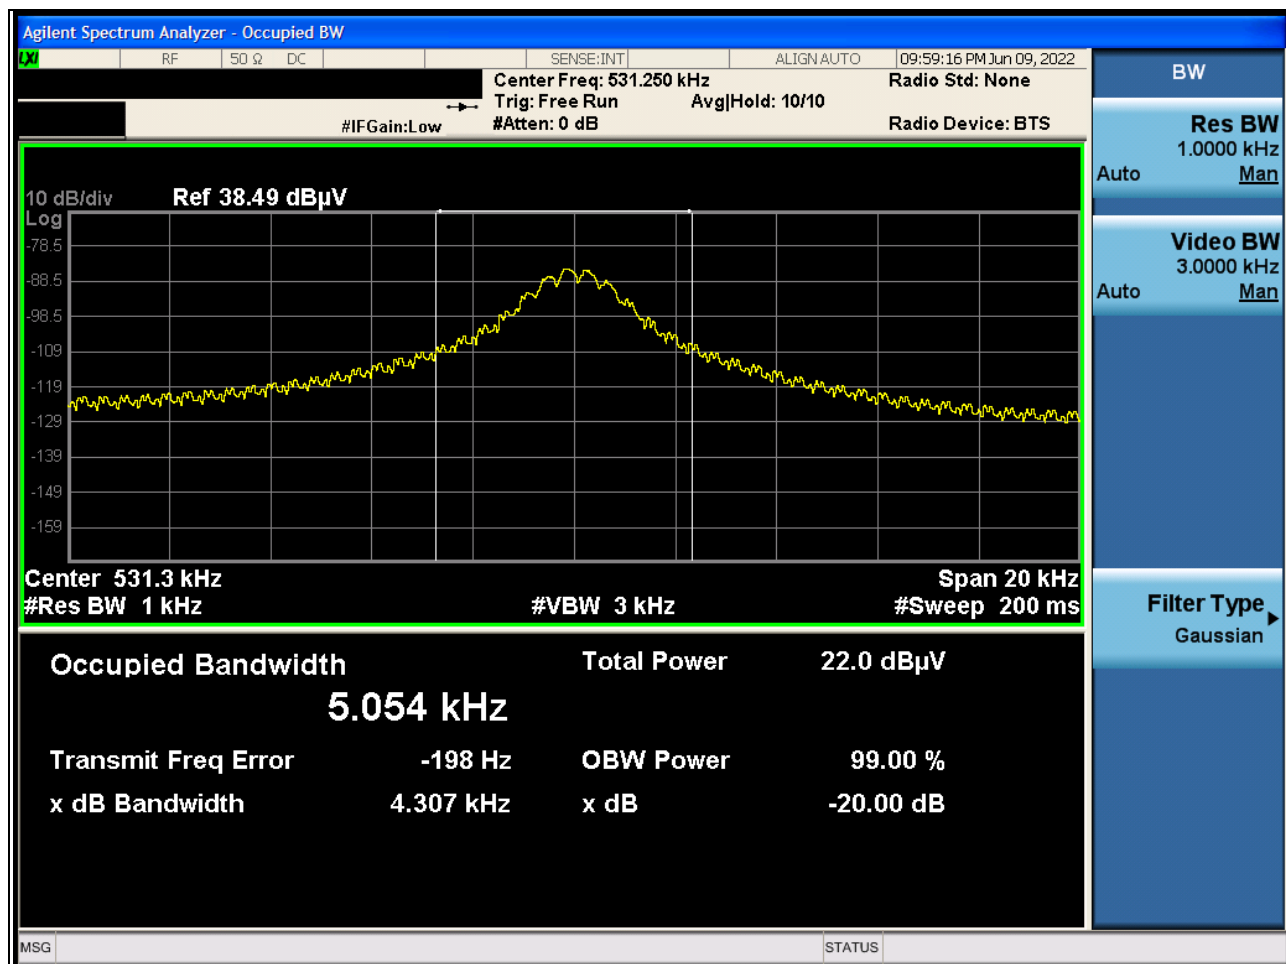 Agilent Spectrum Analyzer - Occupied BW
LXI RF 50 Ω DC SENSE:INT ALIGN AUTO 09:59:16 PM Jun 09, 2022
Center Freq: 531.250 kHz Radio Std: None
Trig: Free Run Avg|Hold: 10/10
#IFGain:Low #Atten: 0 dB Radio Device: BTS
10 dB/div Ref 38.49 dBµV
Log
-78.5
-88.5
-98.5
-109
-119
-129
-139
-149
-159
Center 531.3 kHz Span 20 kHz
#Res BW 1 kHz #VBW 3 kHz #Sweep 200 ms
Occupied Bandwidth Total Power 22.0 dBµV
5.054 kHz
Transmit Freq Error -198 Hz OBW Power 99.00 %
x dB Bandwidth 4.307 kHz x dB -20.00 dB
BW
Res BW
1.0000 kHz
Auto Man
Video BW
3.0000 kHz
Auto Man
Filter Type
Gaussian
MSG STATUS